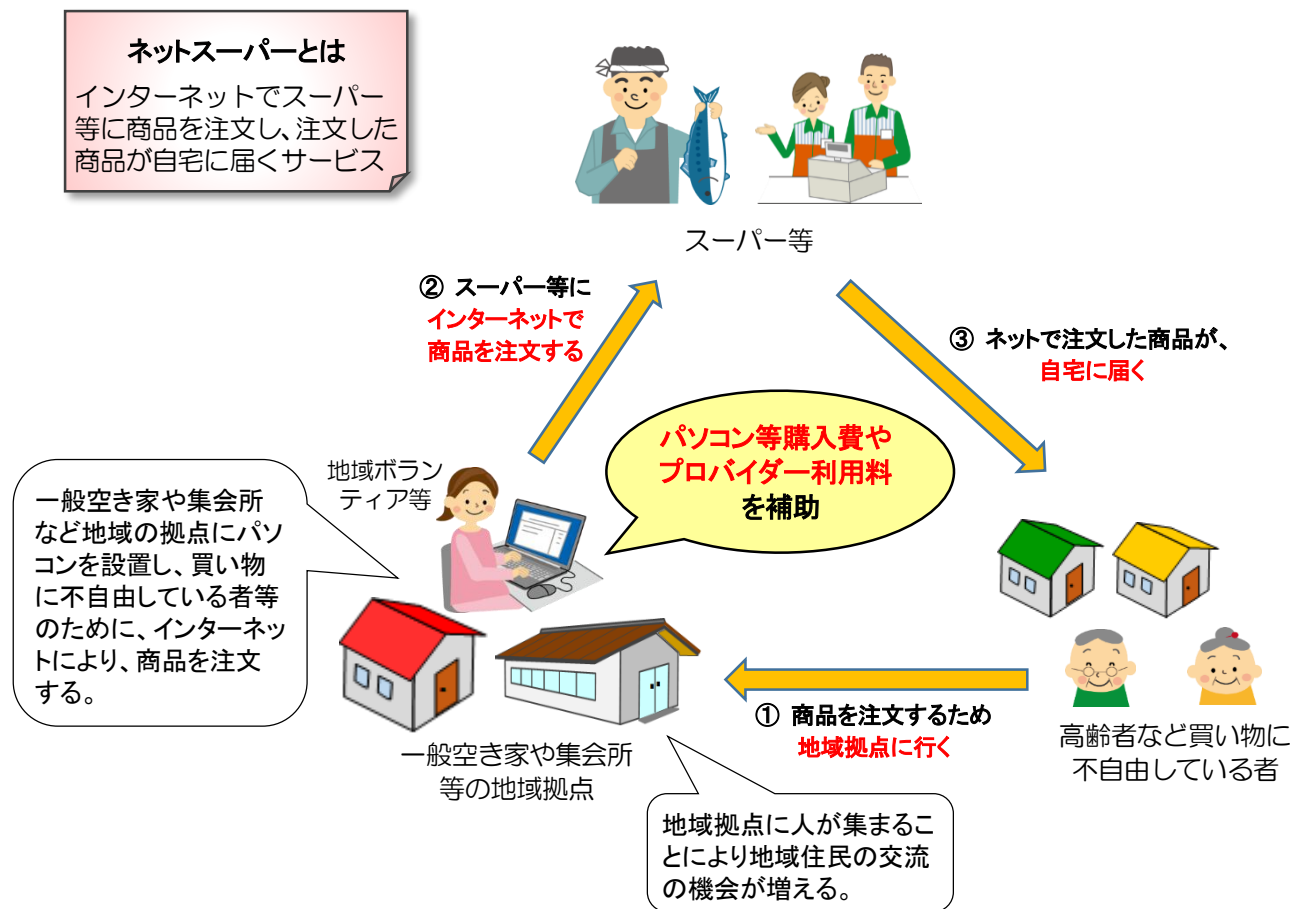 ネットスーパーとは
インターネットでスーパー
等に商品を注文し、注文した
商品が自宅に届くサービス
スーパー等
② スーパー等に
インターネットで
商品を注文する
③ ネットで注文した商品が、
自宅に届く
パソコン等購入費や
プロバイダー利用料
を補助
地域ボラン
ティア等
一般空き家や集会所
など地域の拠点にパソ
コンを設置し、買い物
に不自由している者等
のために、インターネッ
トにより、商品を注文
する。
① 商品を注文するため
地域拠点に行く
高齢者など買い物に
不自由している者
一般空き家や集会所
等の地域拠点
地域拠点に人が集まるこ
とにより地域住民の交流
の機会が増える。